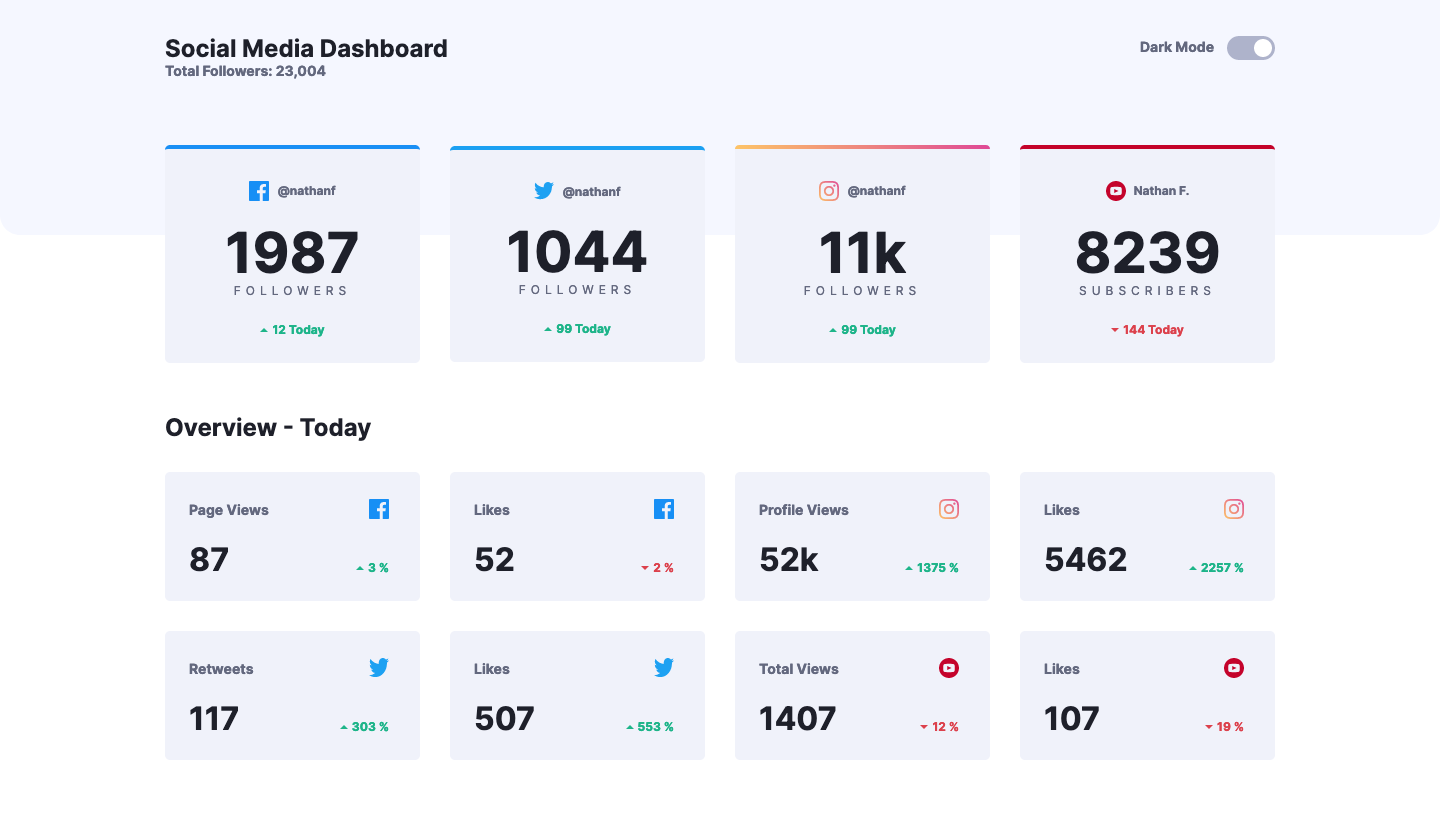 Social Media Dashboard
Total Followers: 23,004
Dark Mode
@nathanf
1987
FOLLOWERS
12 Today
@nathanf
1044
FOLLOWERS
99 Today
@nathanf
11k
FOLLOWERS
99 Today
Nathan F.
8239
SUBSCRIBERS
144 Today
Overview - Today
Page Views
87
3 %
Likes
52
2 %
Profile Views
52k
1375 %
Likes
5462
2257 %
Retweets
117
303 %
Likes
507
553 %
Total Views
1407
12 %
Likes
107
19 %